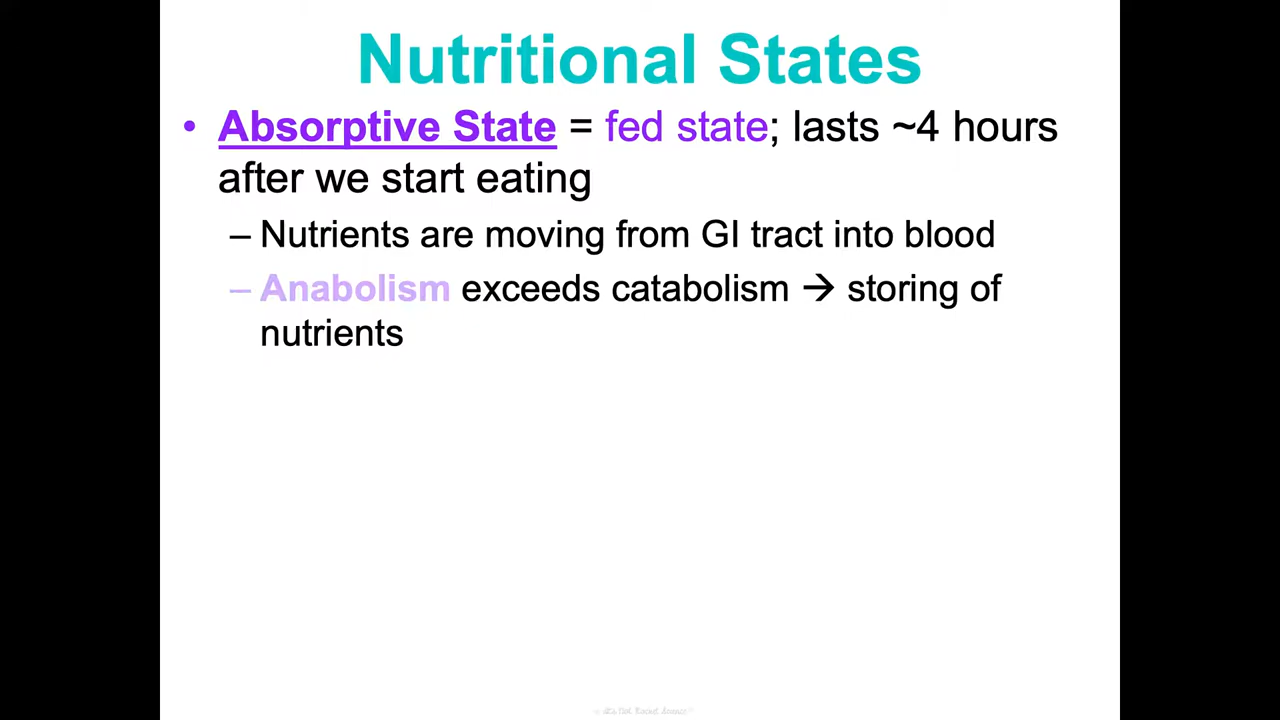 Nutritional States
• Absorptive State = fed state; lasts ~4 hours
after we start eating
– Nutrients are moving from GI tract into blood
– Anabolism exceeds catabolism → storing of
nutrients